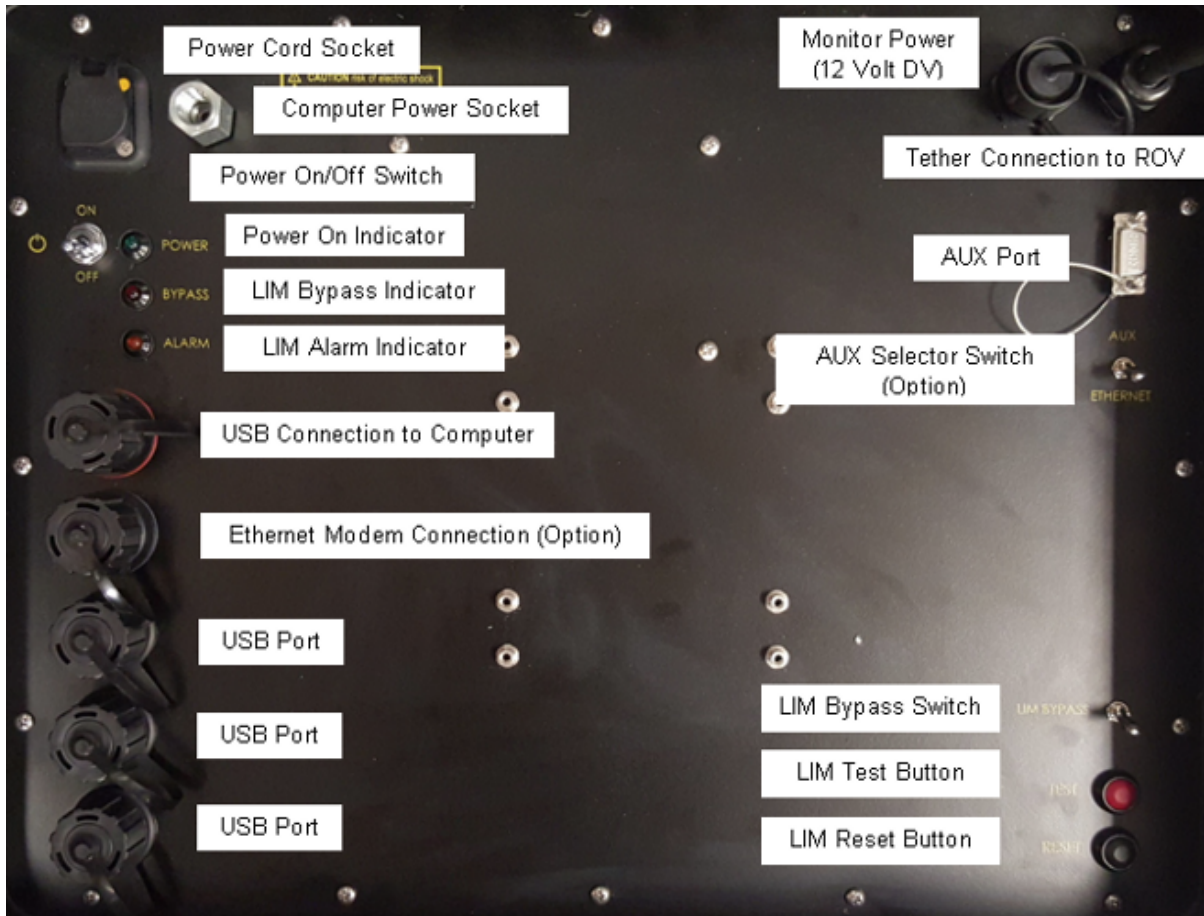 Power Cord Socket
Monitor Power
(12 Volt DV)
CAUTION risk of electric shock
Computer Power Socket
Tether Connection to ROV
Power On/Off Switch
ON
Power On Indicator
POWER
OFF
AUX Port
LIM Bypass Indicator
BYPASS
LIM Alarm Indicator
ALARM
AUX
AUX Selector Switch
(Option)
ETHERNET
USB Connection to Computer
Ethernet Modem Connection (Option)
USB Port
LIM Bypass Switch
LIM BYPASS
USB Port
LIM Test Button
TEST
USB Port
LIM Reset Button
RESET